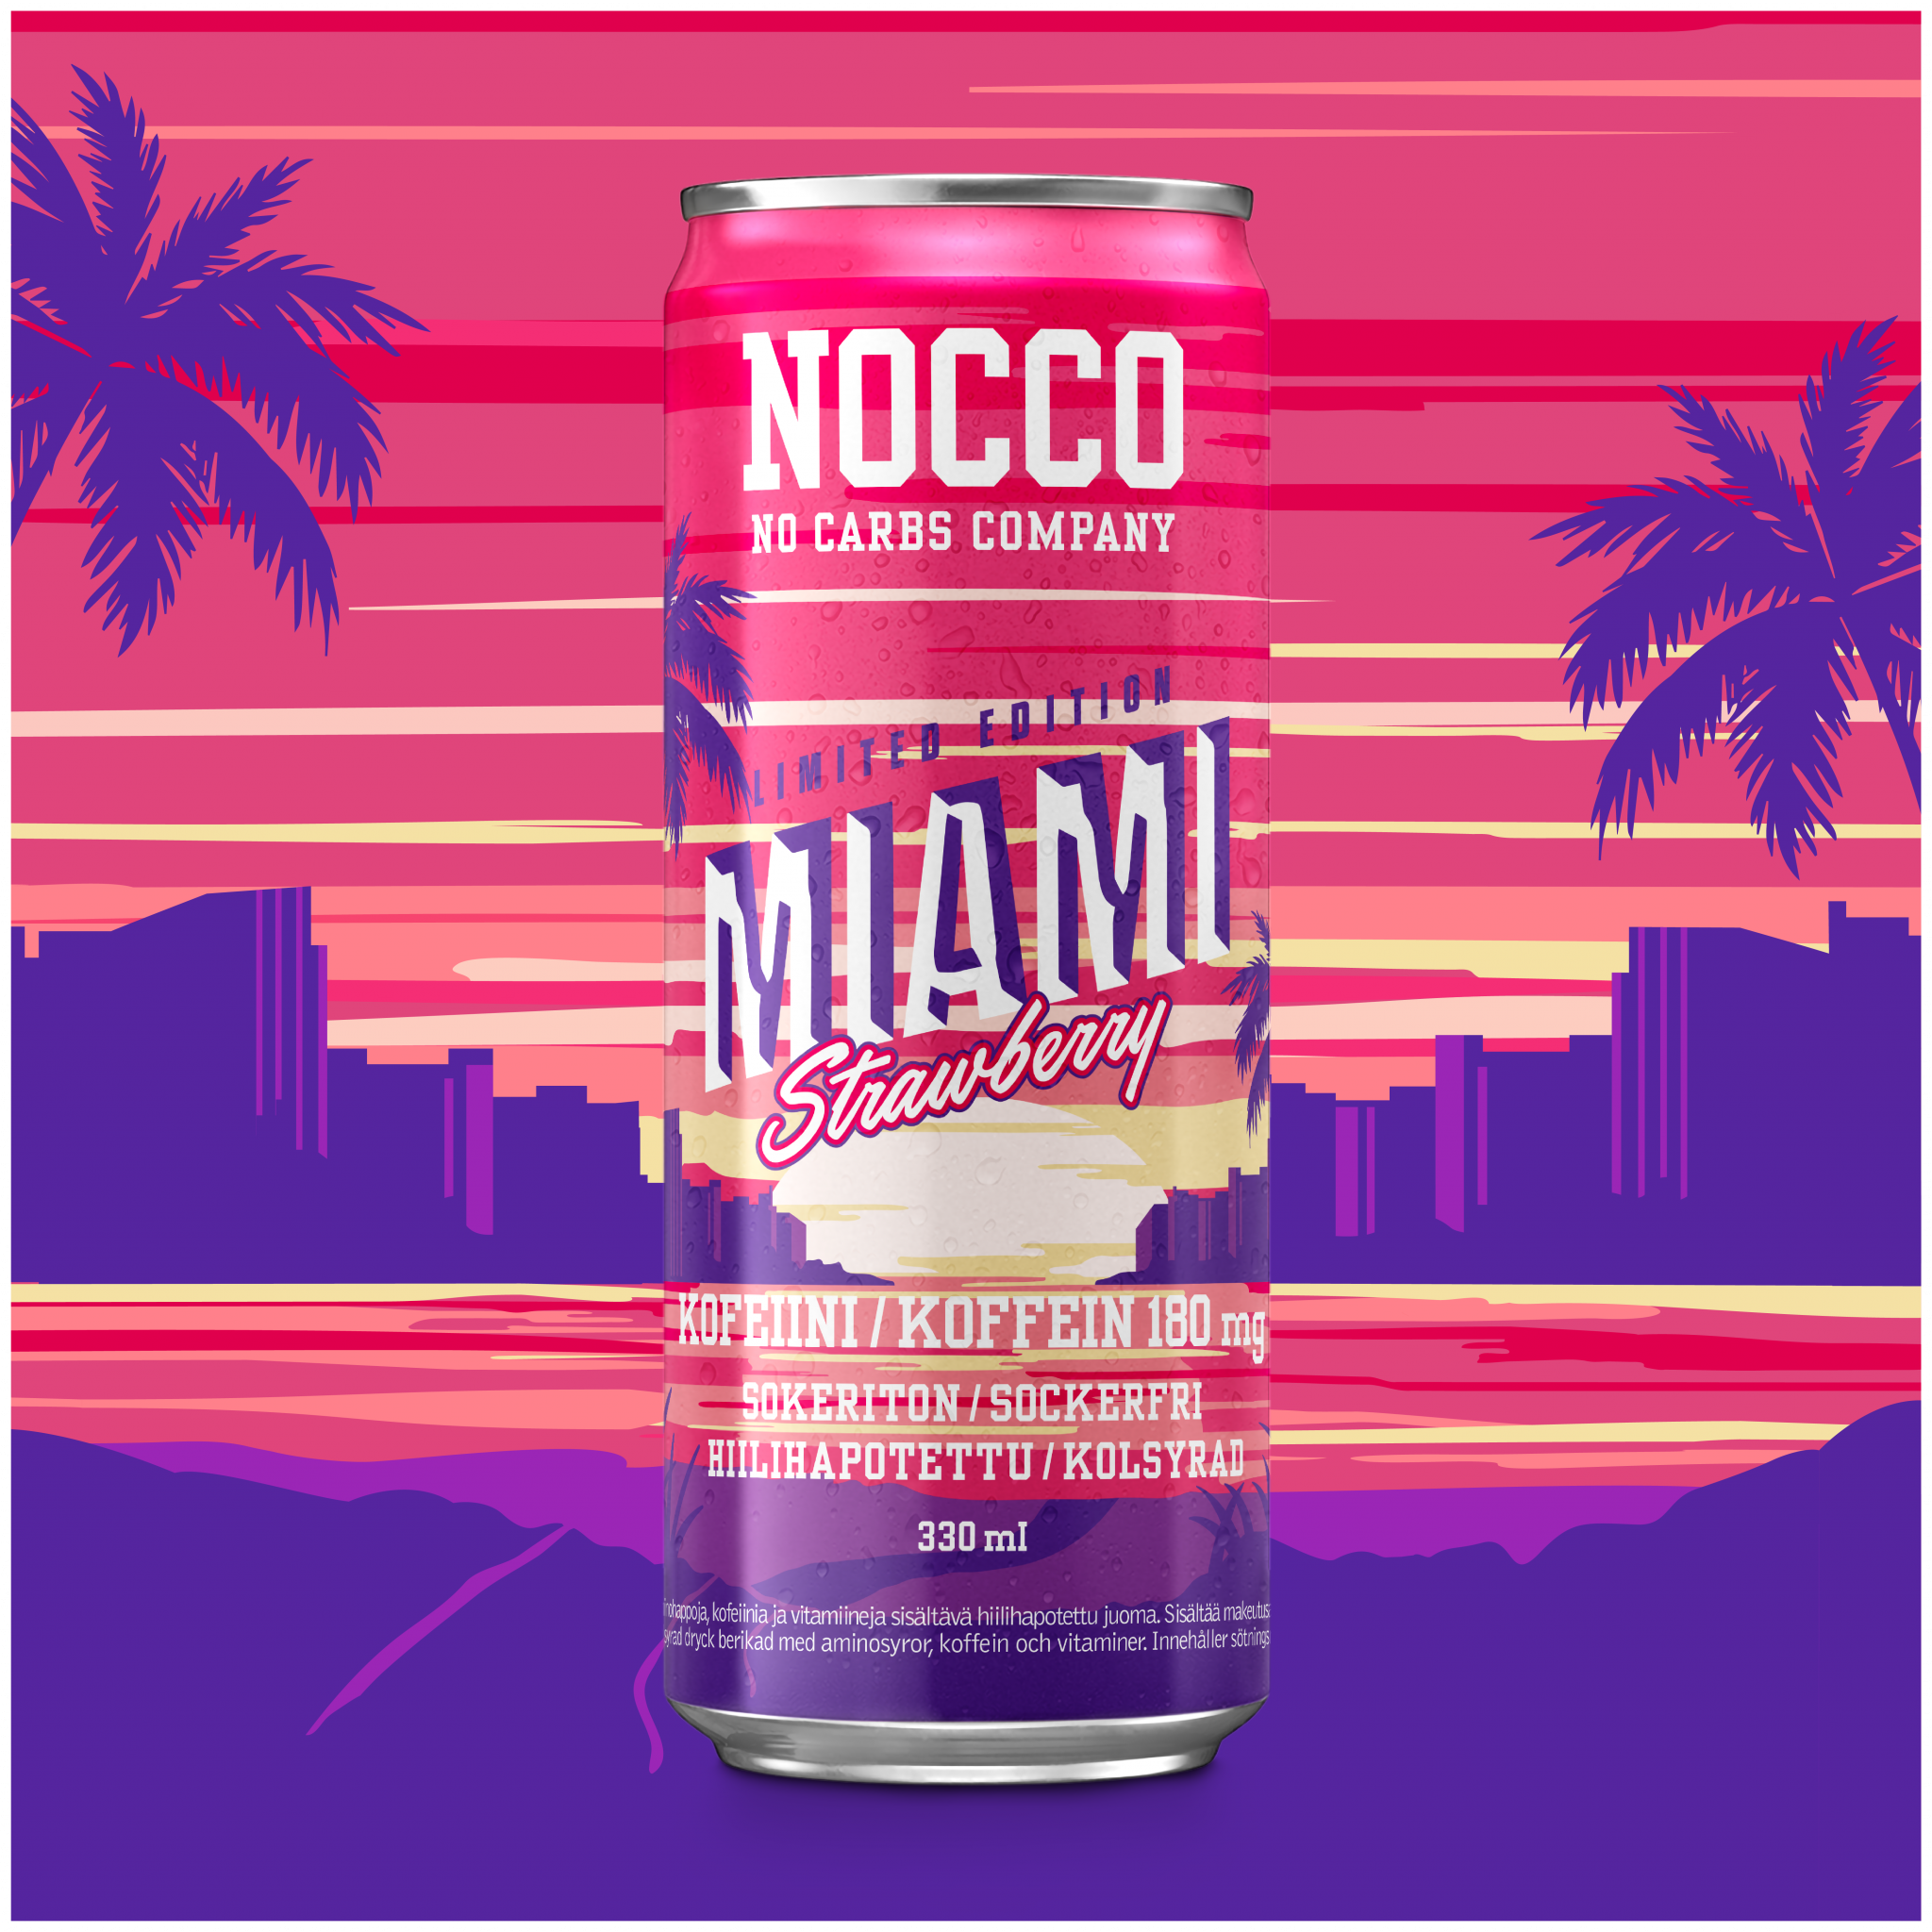 NOCCO
NO CARBS COMPANY
LIMITED EDITION
MIAMI
Strawberry
KOFEIINI / KOFFEIN 180 mg
SOKERITON / SOCKERFRI
HIILIHAPOTETTU / KOLSYRAD
330 ml
kofeiinia ja vitamiineja sisältävä hiilihapotettu juoma. Sisältää
dryck berikad med aminosyror, koffein och vitaminer. Innehåller